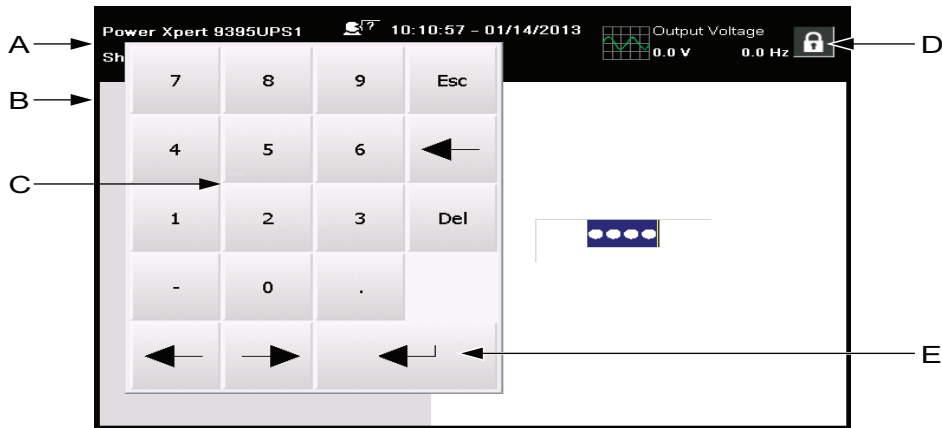 A
Power Xpert 9395UPS1 ? 10:10:57 - 01/14/2013 Output Voltage
Sh 0.0 V 0.0 Hz
D
B
7 8 9 Esc
4 5 6
C
1 2 3 Del
- 0 .
E